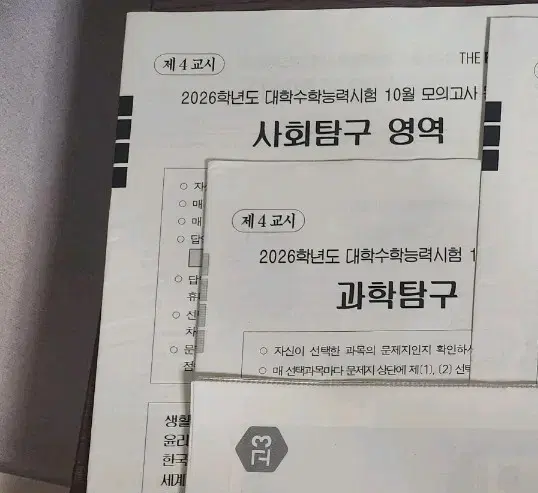 제4교시
THE
2026학년도 대학수학능력시험 10월 모의고사
사회탐구 영역
○ 매
○ 매
제4교시
2026학년도 대학수학능력시험 1
과학탐구
○ 자신이 선택한 과목의 문제지인지 확인하
○ 매 선택과목마다 문제지 상단에 제(1), (2) 선택
생활
윤리
한국
세계
고3